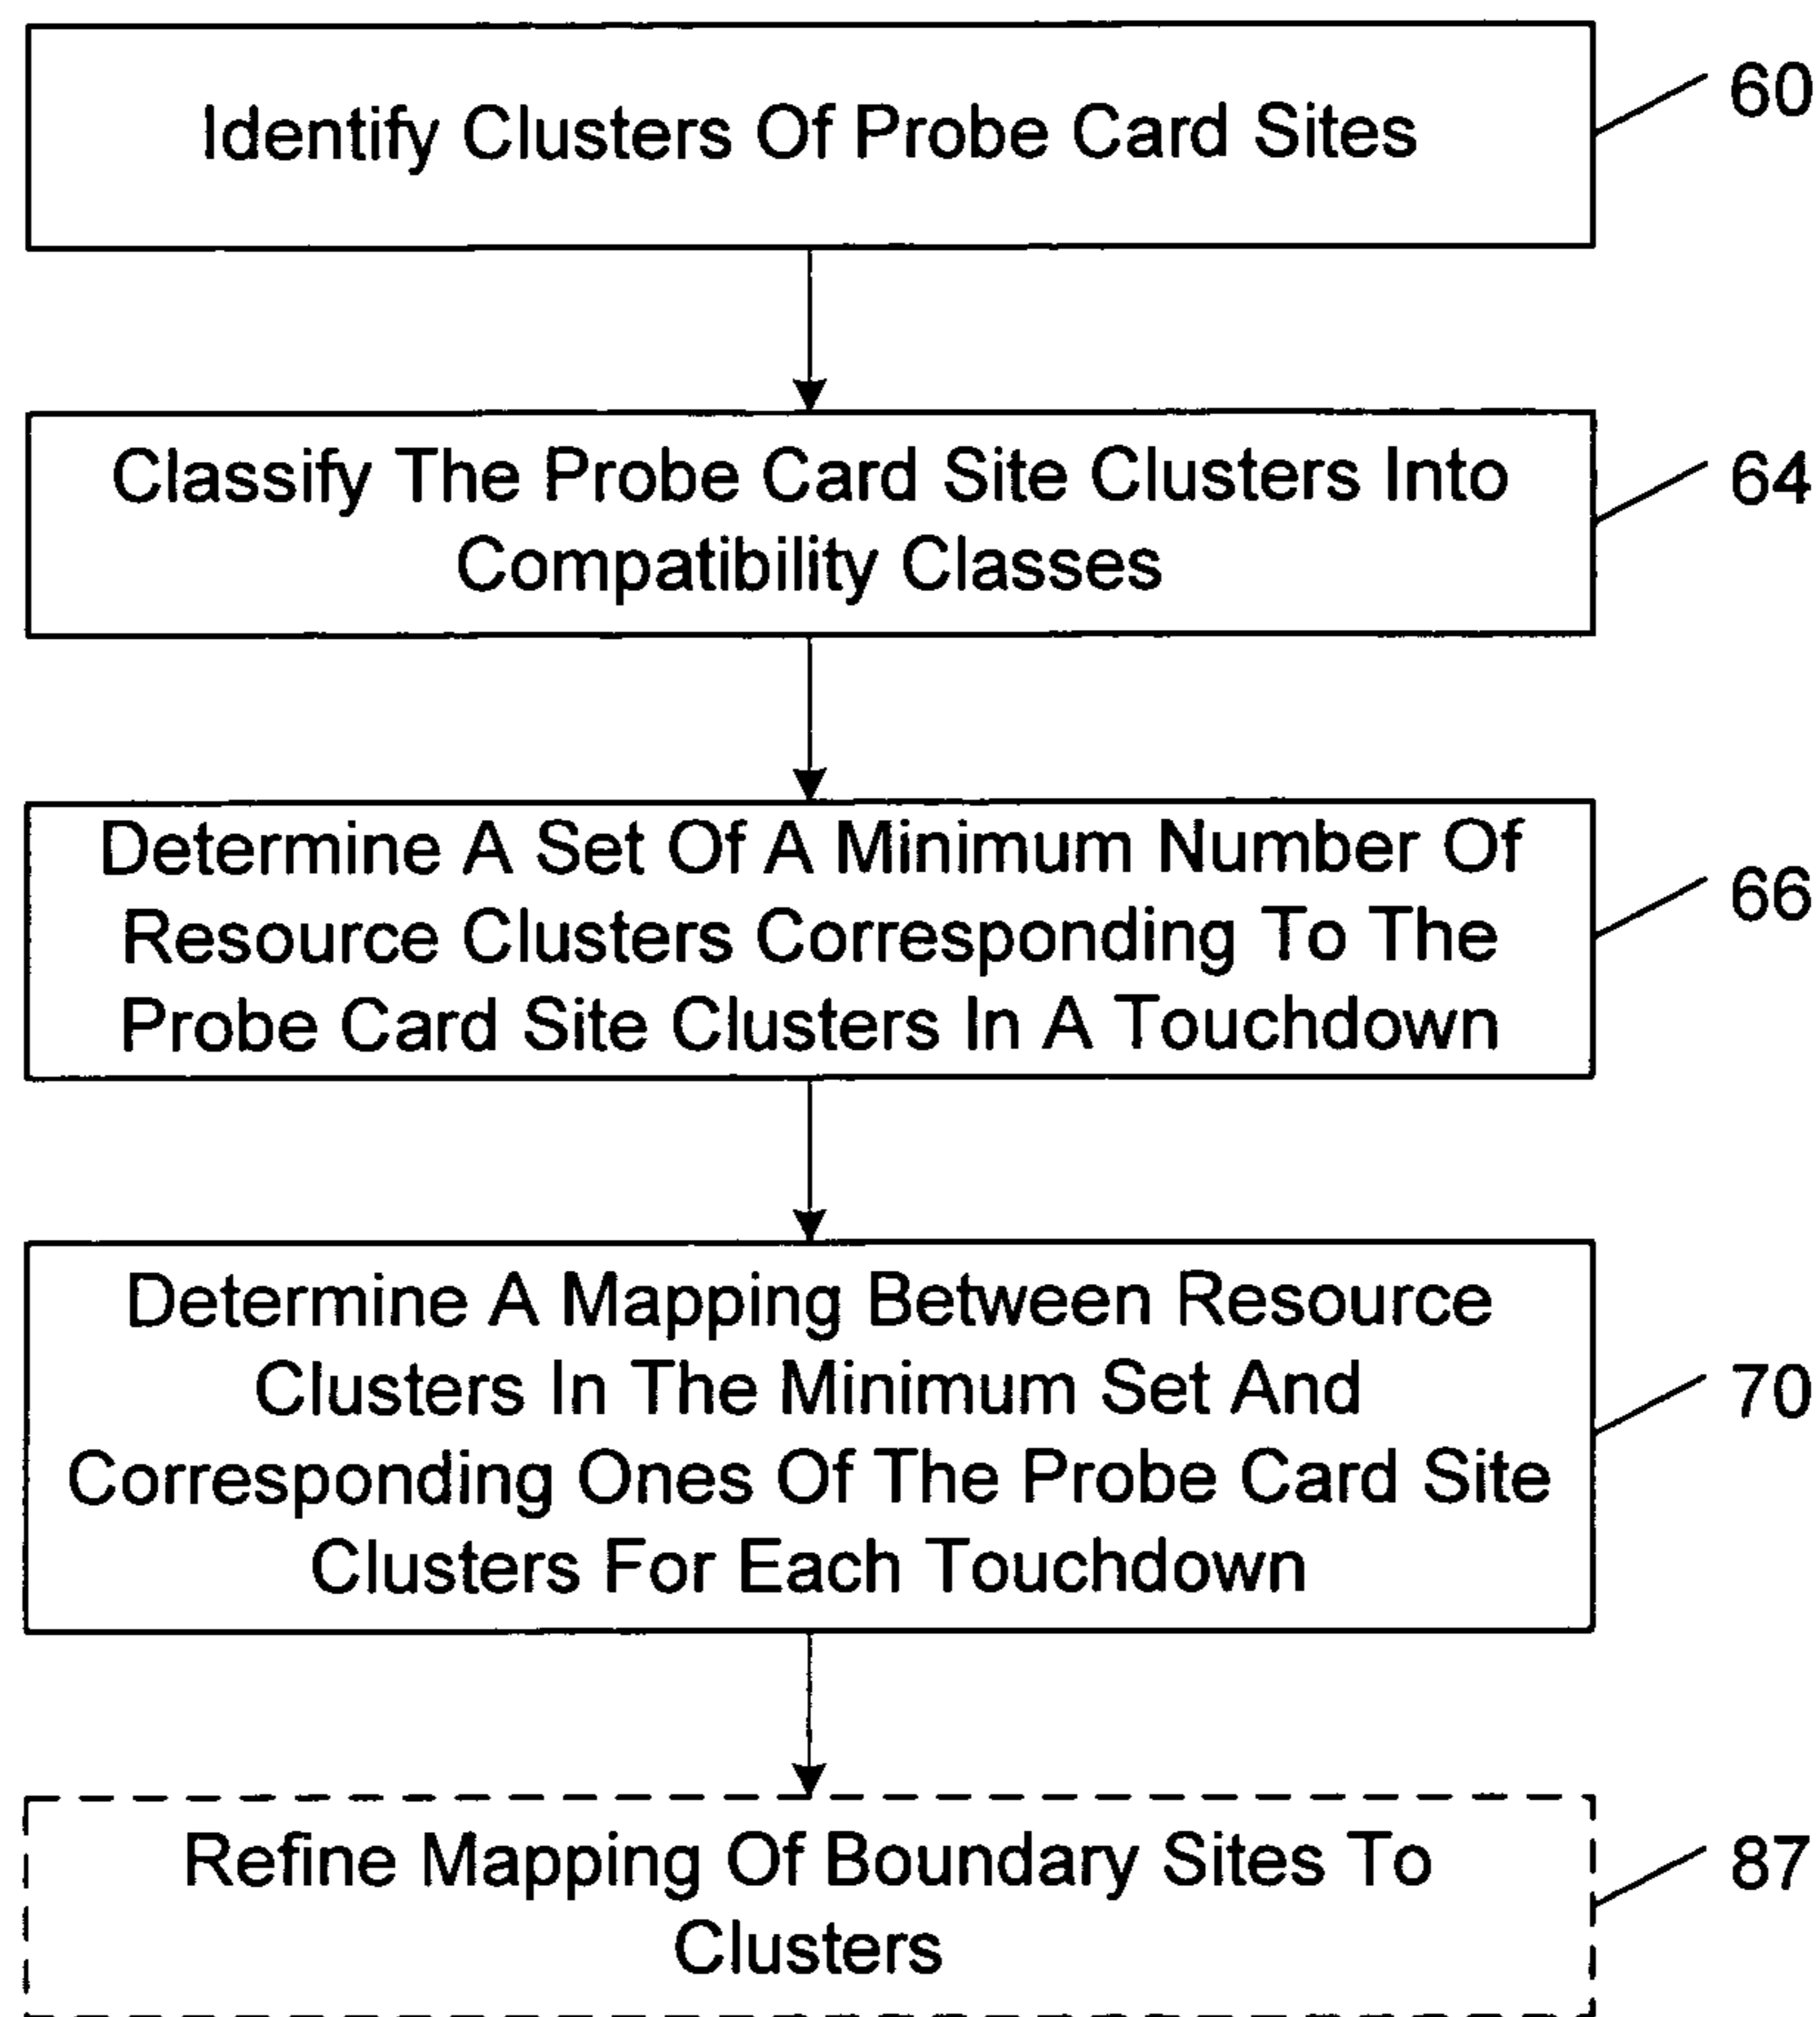 Identify Clusters Of Probe Card Sites
60
Classify The Probe Card Site Clusters Into
Compatibility Classes
64
Determine A Set Of A Minimum Number Of
Resource Clusters Corresponding To The
Probe Card Site Clusters In A Touchdown
66
Determine A Mapping Between Resource
Clusters In The Minimum Set And
Corresponding Ones Of The Probe Card Site
Clusters For Each Touchdown
70
Refine Mapping Of Boundary Sites To
Clusters
87